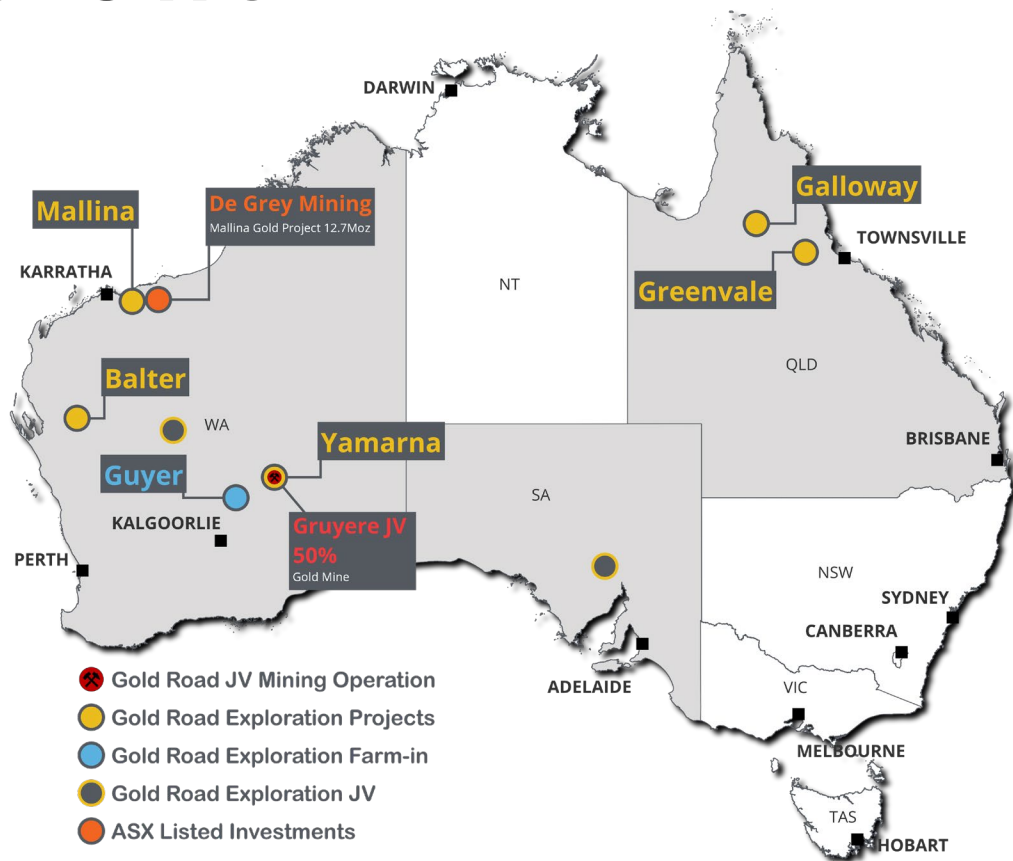 DARWIN
Mallina
De Grey Mining
Mallina Gold Project 12.7Moz
Galloway
KARRATHA
TOWNSVILLE
NT
Greenvale
Balter
QLD
WA
Yamarna
BRISBANE
Guyer
SA
KALGOORLIE
Gruyere JV
50%
Gold Mine
PERTH
NSW
SYDNEY
CANBERRA
ADELAIDE
VIC
MELBOURNE
TAS
HOBART
Gold Road JV Mining Operation
Gold Road Exploration Projects
Gold Road Exploration Farm-in
Gold Road Exploration JV
ASX Listed Investments